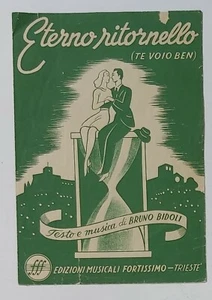 Eterno ritornello
(TE VOIO BEN)
Testo e musica di BRUNO BIDOLI
fff
EDIZIONI MUSICALI FORTISSIMO - TRIESTE